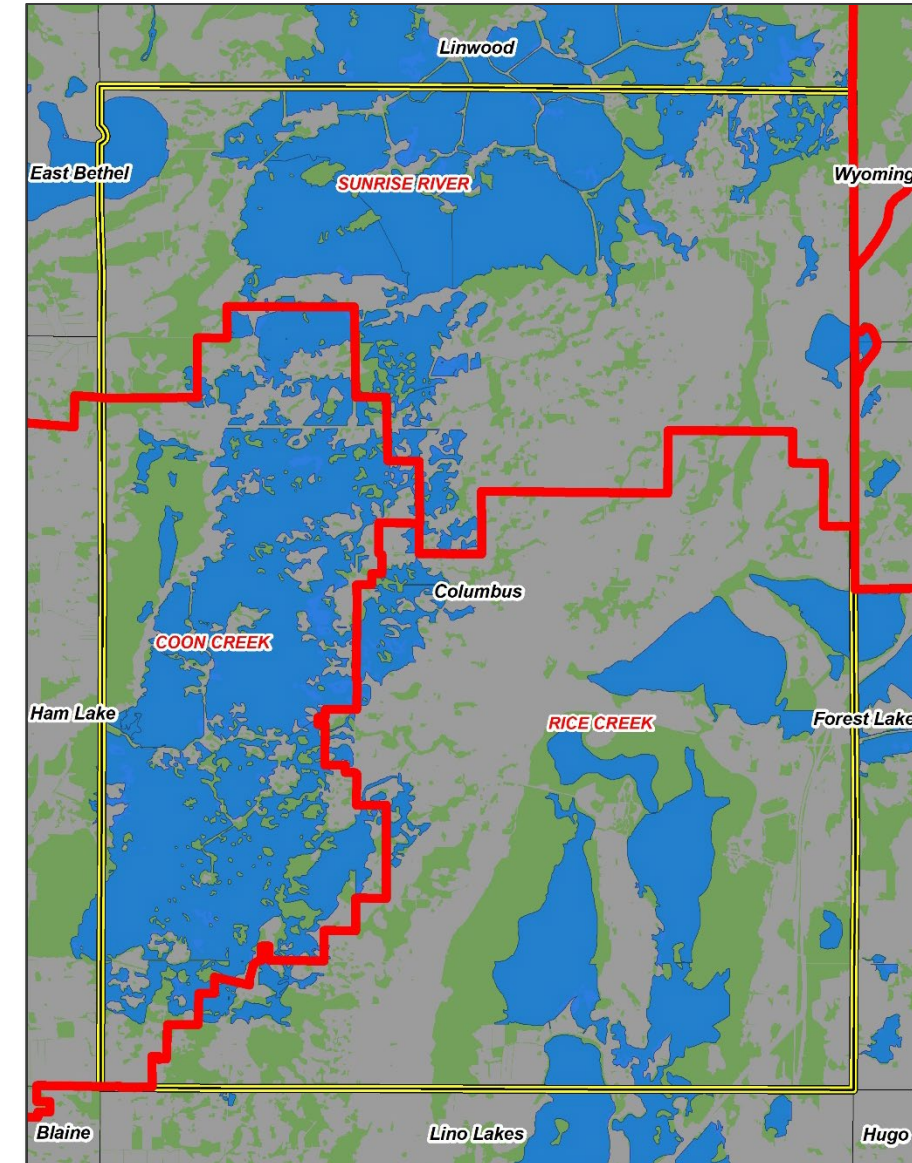 Linwood
East Bethel
Wyoming
SUNRISE RIVER
Columbus
COON CREEK
Ham Lake
RICE CREEK
Forest Lake
Blaine
Lino Lakes
Hugo